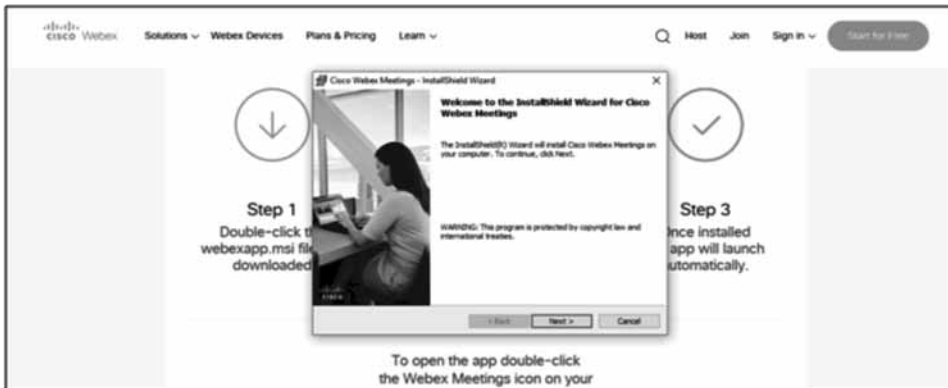 cisco Webex Solutions Webex Devices Plans & Pricing Learn Host Join Sign in Start for Free
Cisco Webex Meetings - InstallShield Wizard
Welcome to the InstallShield Wizard for Cisco
Webex Meetings
The InstallShield(R) Wizard will install Cisco Webex Meetings on
your computer. To continue, click Next.
WARNING: This program is protected by copyright law and
international treaties.
CISCO
< Back Next > Cancel
Step 1
Double-click t
webexapp.msi file
downloaded
Step 3
Once installed
app will launch
automatically.
To open the app double-click
the Webex Meetings icon on your